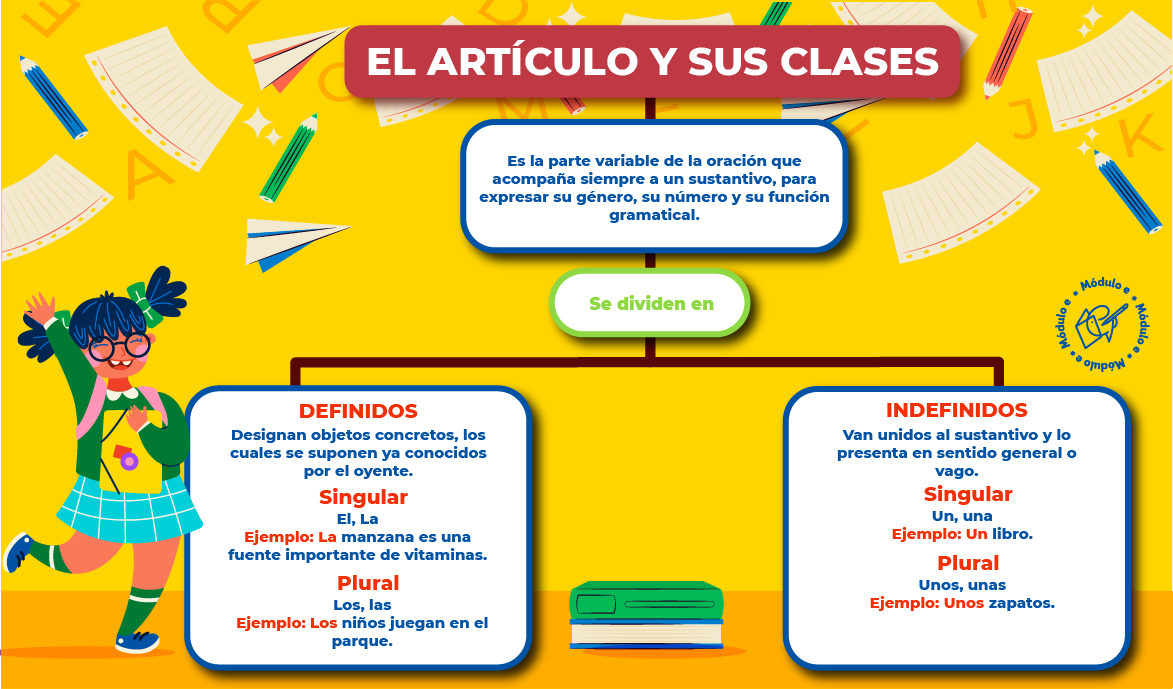 EL ARTÍCULO Y SUS CLASES
Es la parte variable de la oración que
acompaña siempre a un sustantivo, para
expresar su género, su número y su función
gramatical.
Se dividen en
DEFINIDOS
Designan objetos concretos, los
cuales se suponen ya conocidos
por el oyente.
Singular
El, La
Ejemplo: La manzana es una
fuente importante de vitaminas.
Plural
Los, las
Ejemplo: Los niños juegan en el
parque.
INDEFINIDOS
Van unidos al sustantivo y lo
presenta en sentido general o
vago.
Singular
Un, una
Ejemplo: Un libro.
Plural
Unos, unas
Ejemplo: Unos zapatos.
Módulo e * Módulo e * Módulo e * Módulo e *
A
J
K